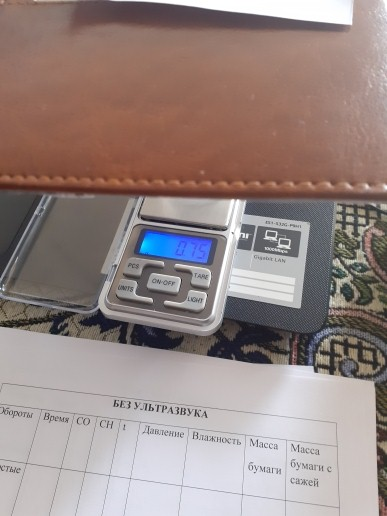 0.75
PCS
ON-OFF
TARE
UNITS
LIGHT
1000Mbps
Gigabit LAN
БЕЗ УЛЬТРАЗВУКА
Обороты Время CO CH t Давление Влажность Масса бумаги Масса бумаги с сажей